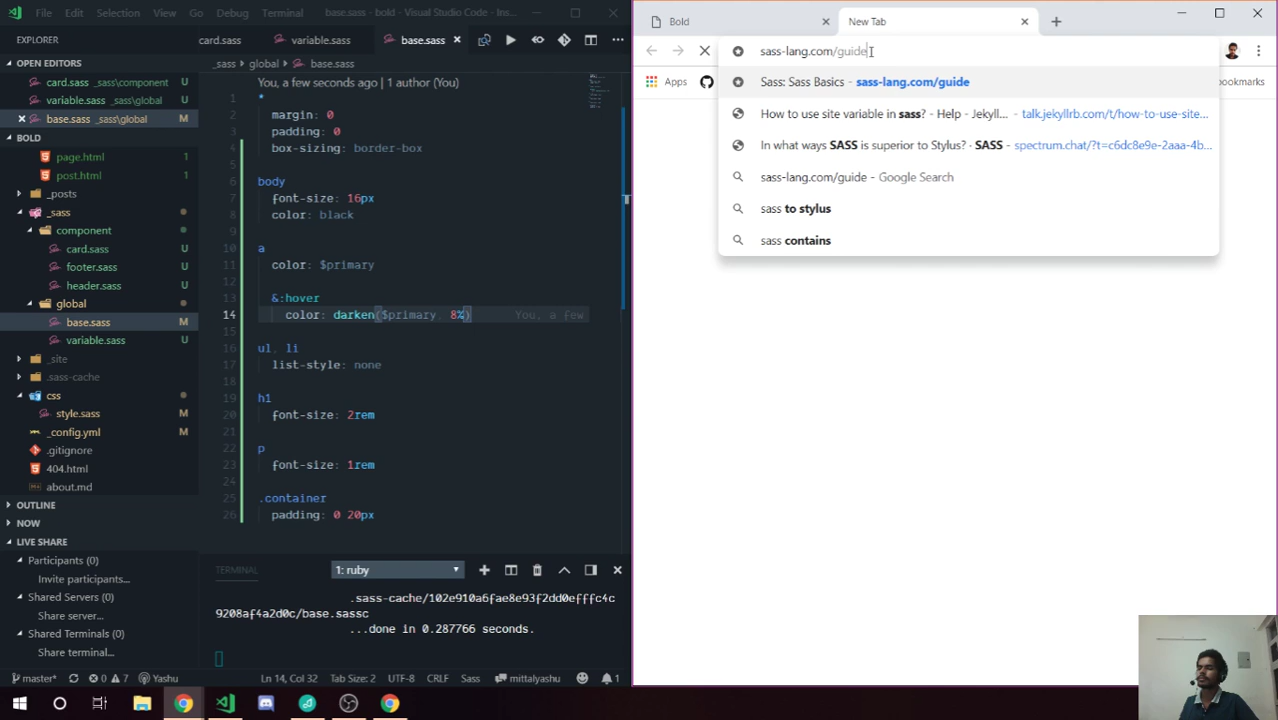 File Edit Selection View Go Debug Terminal base.sass - bold - Visual Studio Code - Ins...
EXPLORER
OPEN EDITORS
card.sass _sass\component U
variable.sass _sass\global U
base.sass _sass\global M
BOLD
page.html 1
post.html 1
_posts
_sass
component
card.sass U
footer.sass U
header.sass U
global
base.sass M
variable.sass U
_site
.sass-cache
css
style.sass M
_config.yml M
.gitignore
404.html
about.md
OUTLINE
NOW
LIVE SHARE
Participants (0)
Invite participants...
Shared Servers (0)
Share server...
Shared Terminals (0)
Share terminal...
card.sass variable.sass base.sass
_sass global base.sass
You, a few seconds ago | 1 author (You)
1 *
2 margin: 0
3 padding: 0
4 box-sizing: border-box
5
6 body
7 font-size: 16px
8 color: black
9
10 a
11 color: $primary
12
13 &:hover
14 color: darken($primary, 8%) You, a few
15
16 ul, li
17 list-style: none
18
19 h1
20 font-size: 2rem
21
22 p
23 font-size: 1rem
24
25 .container
26 padding: 0 20px
TERMINAL 1: ruby
.sass-cache/102e910a6fae8e93f2dd0efffc4c
9208af4a2d0c/base.sassc
...done in 0.287766 seconds.
master* 0 7 Yashu Ln 14, Col 32 Tab Size: 2 UTF-8 CRLF Sass mittalyashu 1
Bold New Tab
sass-lang.com/guide
Apps
bookmarks
Sass: Sass Basics - sass-lang.com/guide
How to use site variable in sass? - Help - Jekyll... - talk.jekyllrb.com/t/how-to-use-site...
In what ways SASS is superior to Stylus? · SASS - spectrum.chat/?t=c6dc8e9e-2aaa-4b...
sass-lang.com/guide - Google Search
sass to stylus
sass contains